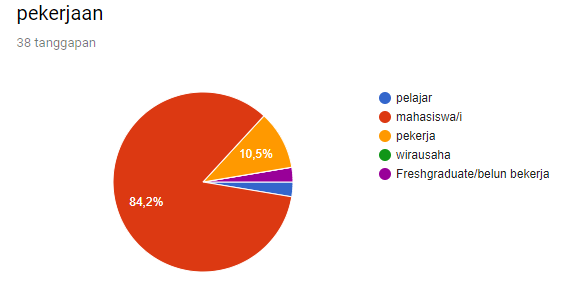 pekerjaan
38 tanggapan
pelajar
mahasiswa/i
pekerja
wirausaha
Freshgraduate/belun bekerja
10,5%
84,2%